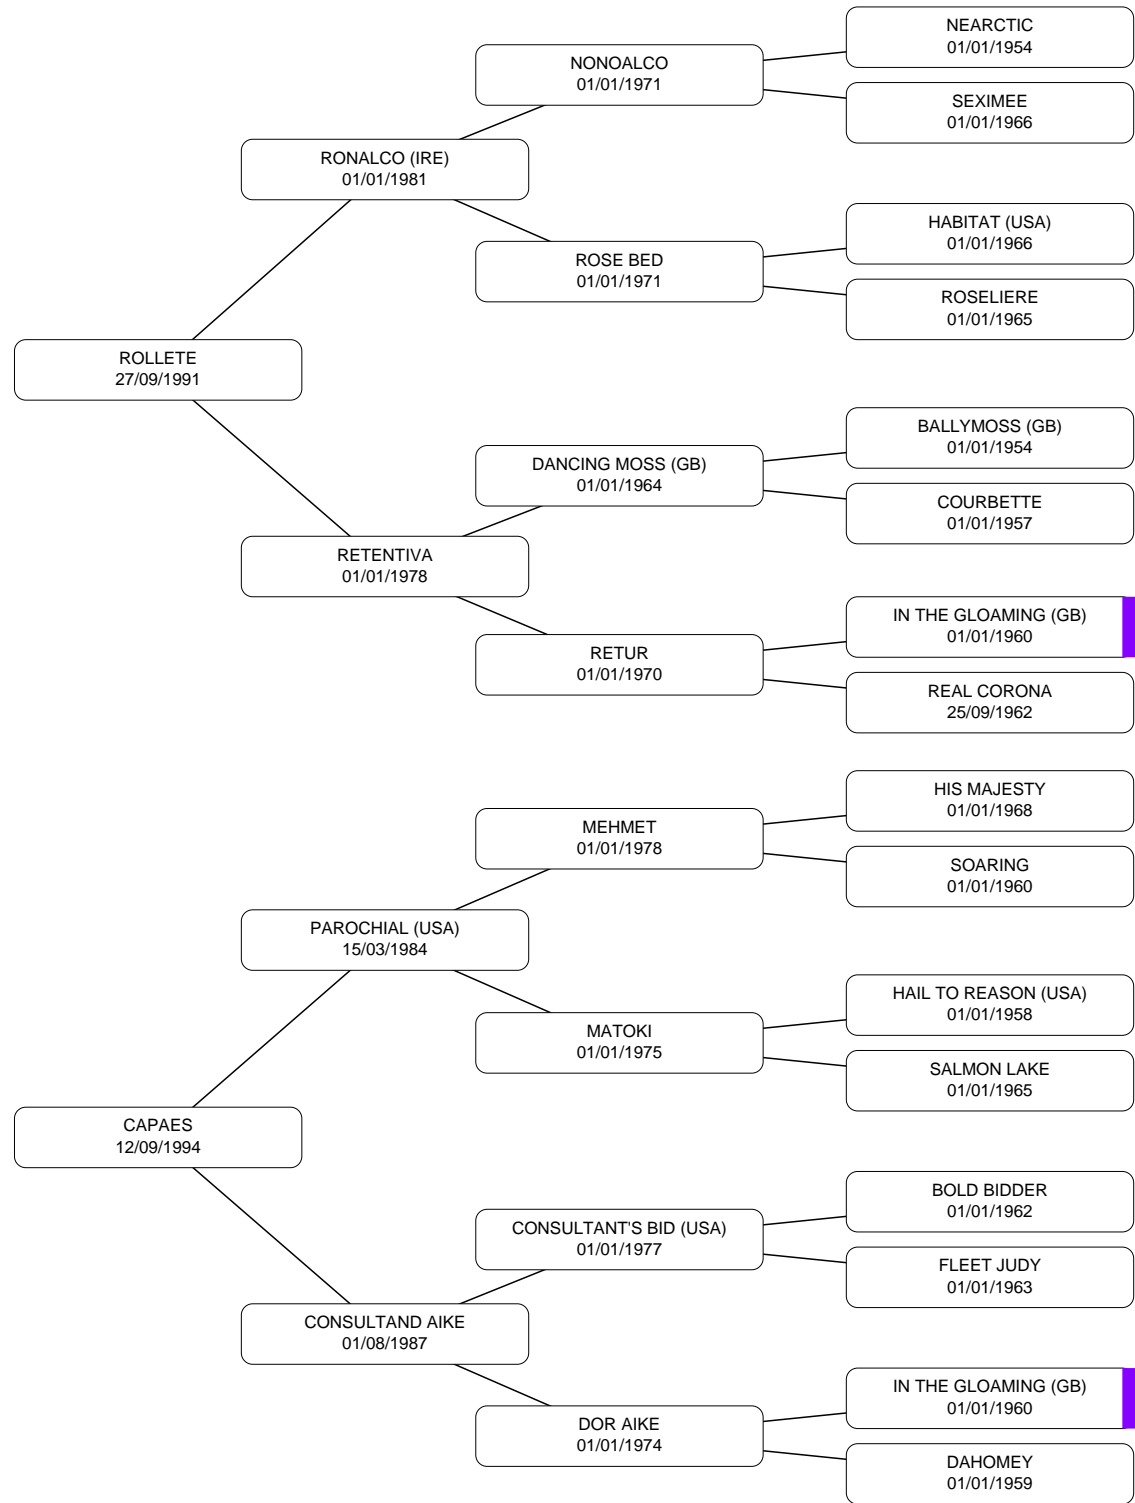 NEARCTIC
01/01/1954
NONOALCO
01/01/1971
SEXIMEE
01/01/1966
RONALCO (IRE)
01/01/1981
HABITAT (USA)
01/01/1966
ROSE BED
01/01/1971
ROSELIERE
01/01/1965
ROLLETE
27/09/1991
BALLYMOSS (GB)
01/01/1954
DANCING MOSS (GB)
01/01/1964
COURBETTE
01/01/1957
RETENTIVA
01/01/1978
IN THE GLOAMING (GB)
01/01/1960
RETUR
01/01/1970
REAL CORONA
25/09/1962
HIS MAJESTY
01/01/1968
MEHMET
01/01/1978
SOARING
01/01/1960
PAROCHIAL (USA)
15/03/1984
HAIL TO REASON (USA)
01/01/1958
MATOKI
01/01/1975
SALMON LAKE
01/01/1965
CAPAES
12/09/1994
BOLD BIDDER
01/01/1962
CONSULTANT'S BID (USA)
01/01/1977
FLEET JUDY
01/01/1963
CONSULTAND AIKE
01/08/1987
IN THE GLOAMING (GB)
01/01/1960
DOR AIKE
01/01/1974
DAHOMEY
01/01/1959